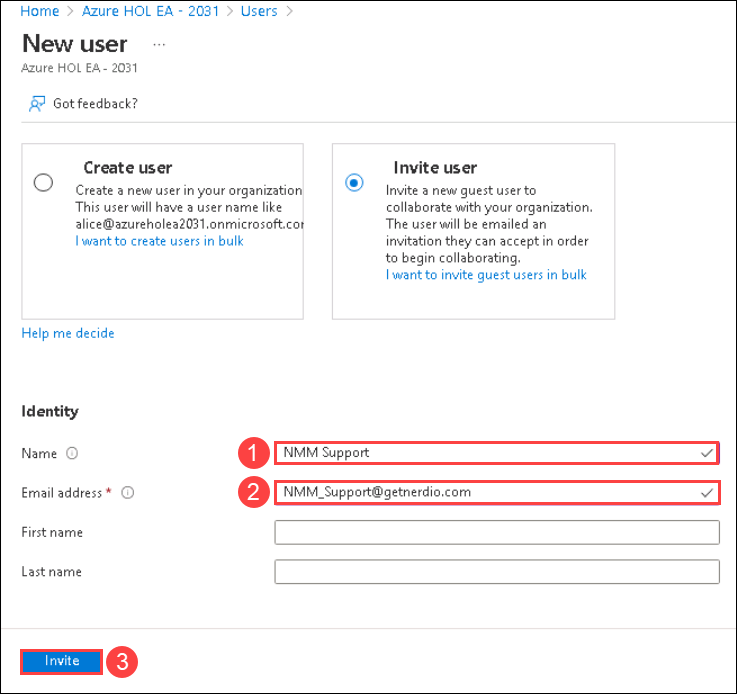 Home > Azure HOL EA - 2031 > Users >
New user ...
Azure HOL EA - 2031
Got feedback?
Create user
Create a new user in your organization
This user will have a user name like
alice@azureholea2031.onmicrosoft.cor
I want to create users in bulk
Invite user
Invite a new guest user to
collaborate with your organization.
The user will be emailed an
invitation they can accept in order
to begin collaborating.
I want to invite guest users in bulk
Help me decide
Identity
Name
1
NMM Support
Email address *
2
NMM_Support@getnerdio.com
First name
Last name
Invite
3